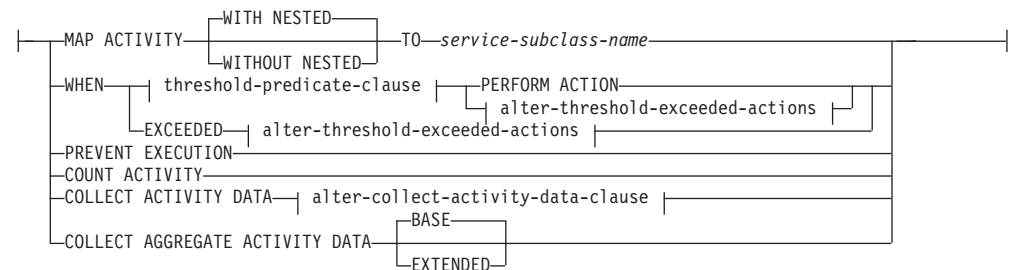 WITH NESTED
MAP ACTIVITY TO service-subclass-name
WITHOUT NESTED
WHEN threshold-predicate-clause PERFORM ACTION
alter-threshold-exceeded-actions
EXCEEDED alter-threshold-exceeded-actions
PREVENT EXECUTION
COUNT ACTIVITY
COLLECT ACTIVITY DATA alter-collect-activity-data-clause
BASE
COLLECT AGGREGATE ACTIVITY DATA
EXTENDED